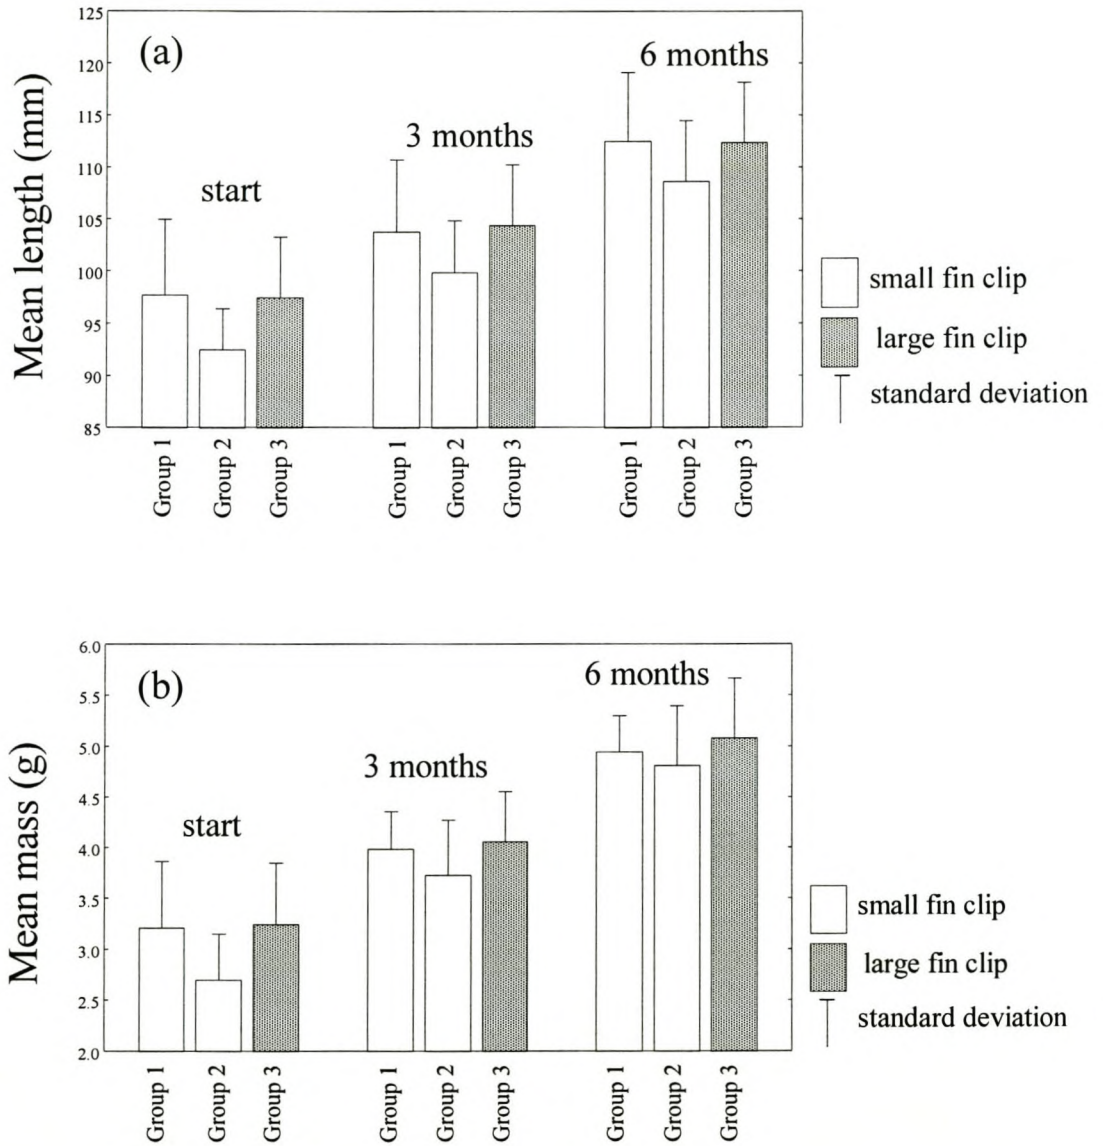 125
(a)
120
6 months
115
3 months
110
start
105
100
95
90
85
Mean length (mm)
small fin clip
large fin clip
standard deviation
Group 1
Group 2
Group 3
Group 1
Group 2
Group 3
Group 1
Group 2
Group 3
6.0
(b)
6 months
5.5
5.0
3 months
4.5
start
4.0
3.5
3.0
2.5
2.0
Mean mass (g)
small fin clip
large fin clip
standard deviation
Group 1
Group 2
Group 3
Group 1
Group 2
Group 3
Group 1
Group 2
Group 3